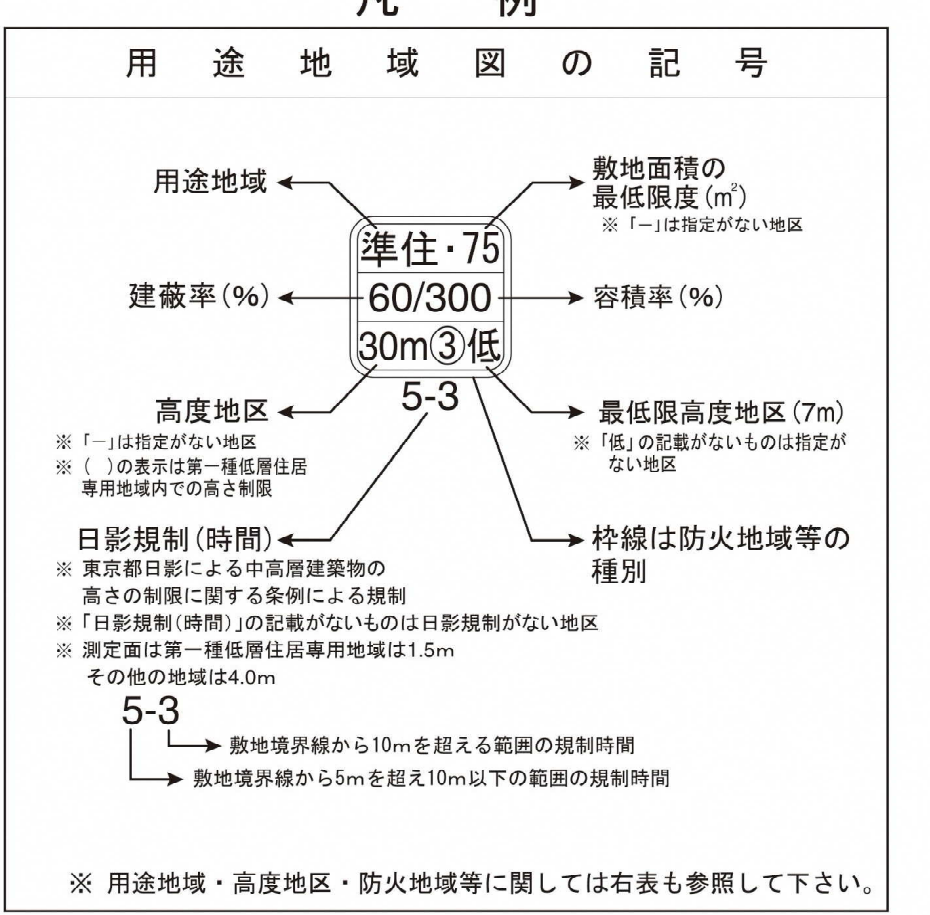 凡 例
用途地域図の記号
用途地域
敷地面積の
最低限度(㎡)
※「−」は指定がない地区
準住・75
建蔽率(%)
60/300
容積率(%)
30m③低
5-3
高度地区
※「−」は指定がない地区
※( )の表示は第一種低層住居
専用地域内での高さ制限
最低限高度地区(7m)
※「低」の記載がないものは指定が
ない地区
日影規制(時間)
※ 東京都日影による中高層建築物の
高さの制限に関する条例による規制
※「日影規制(時間)」の記載がないものは日影規制がない地区
※ 測定面は第一種低層住居専用地域は1.5m
その他の地域は4.0m
枠線は防火地域等の
種別
5-3
敷地境界線から10mを超える範囲の規制時間
敷地境界線から5mを超え10m以下の範囲の規制時間
※ 用途地域・高度地区・防火地域等に関しては右表も参照して下さい。